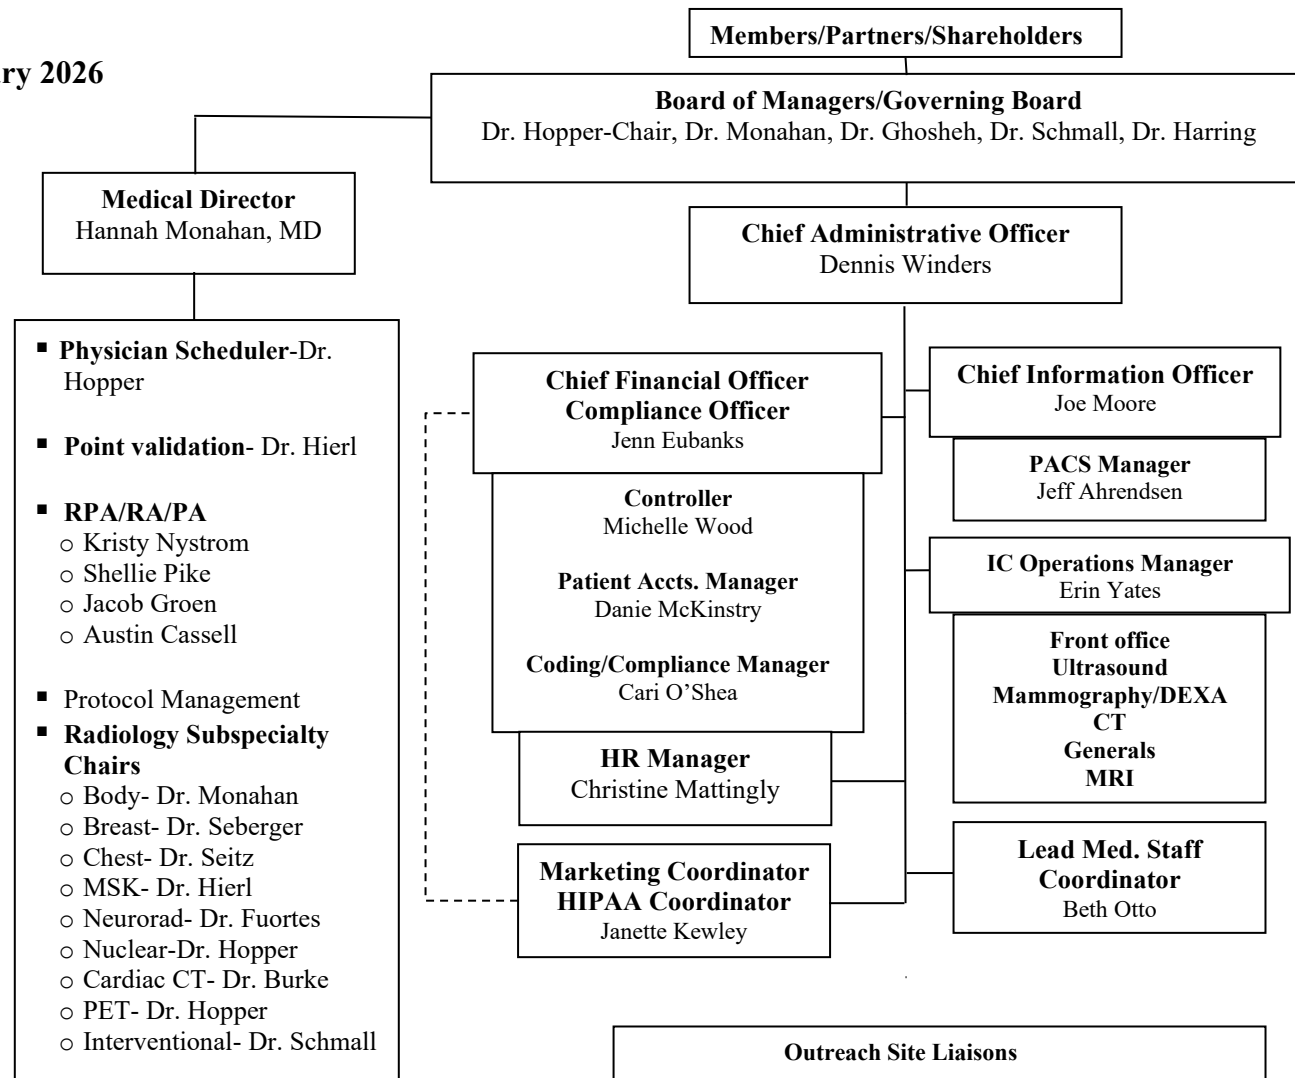 Members/Partners/Shareholders
ry 2026
Board of Managers/Governing Board
Dr. Hopper-Chair, Dr. Monahan, Dr. Ghosheh, Dr. Schmall, Dr. Harring
Medical Director
Hannah Monahan, MD
Chief Administrative Officer
Dennis Winders
▪ Physician Scheduler-Dr.
Hopper
▪ Point validation- Dr. Hierl
▪ RPA/RA/PA
o Kristy Nystrom
o Shellie Pike
o Jacob Groen
o Austin Cassell
▪ Protocol Management
▪ Radiology Subspecialty
Chairs
o Body- Dr. Monahan
o Breast- Dr. Seberger
o Chest- Dr. Seitz
o MSK- Dr. Hierl
o Neurorad- Dr. Fuortes
o Nuclear-Dr. Hopper
o Cardiac CT- Dr. Burke
o PET- Dr. Hopper
o Interventional- Dr. Schmall
Chief Financial Officer
Compliance Officer
Jenn Eubanks
Controller
Michelle Wood
Patient Accts. Manager
Danie McKinstry
Coding/Compliance Manager
Cari O’Shea
HR Manager
Christine Mattingly
Marketing Coordinator
HIPAA Coordinator
Janette Kewley
Chief Information Officer
Joe Moore
PACS Manager
Jeff Ahrendsen
IC Operations Manager
Erin Yates
Front office
Ultrasound
Mammography/DEXA
CT
Generals
MRI
Lead Med. Staff
Coordinator
Beth Otto
Outreach Site Liaisons